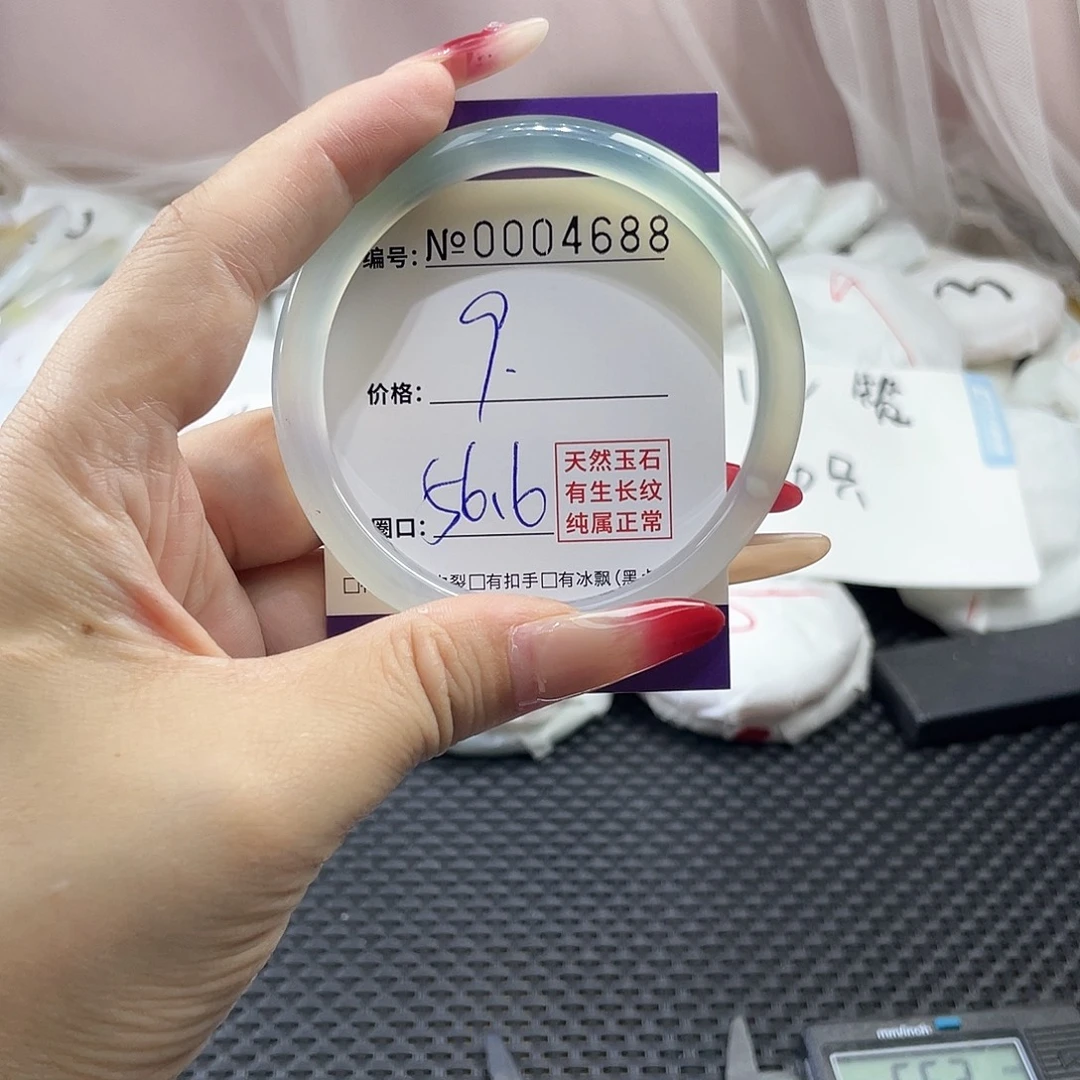 编号: №0004688
价格: 9.
圈口: 56.6
天然玉石
有生长纹
纯属正常
裂□有扣手□有冰飘(黑
只
mm/inch